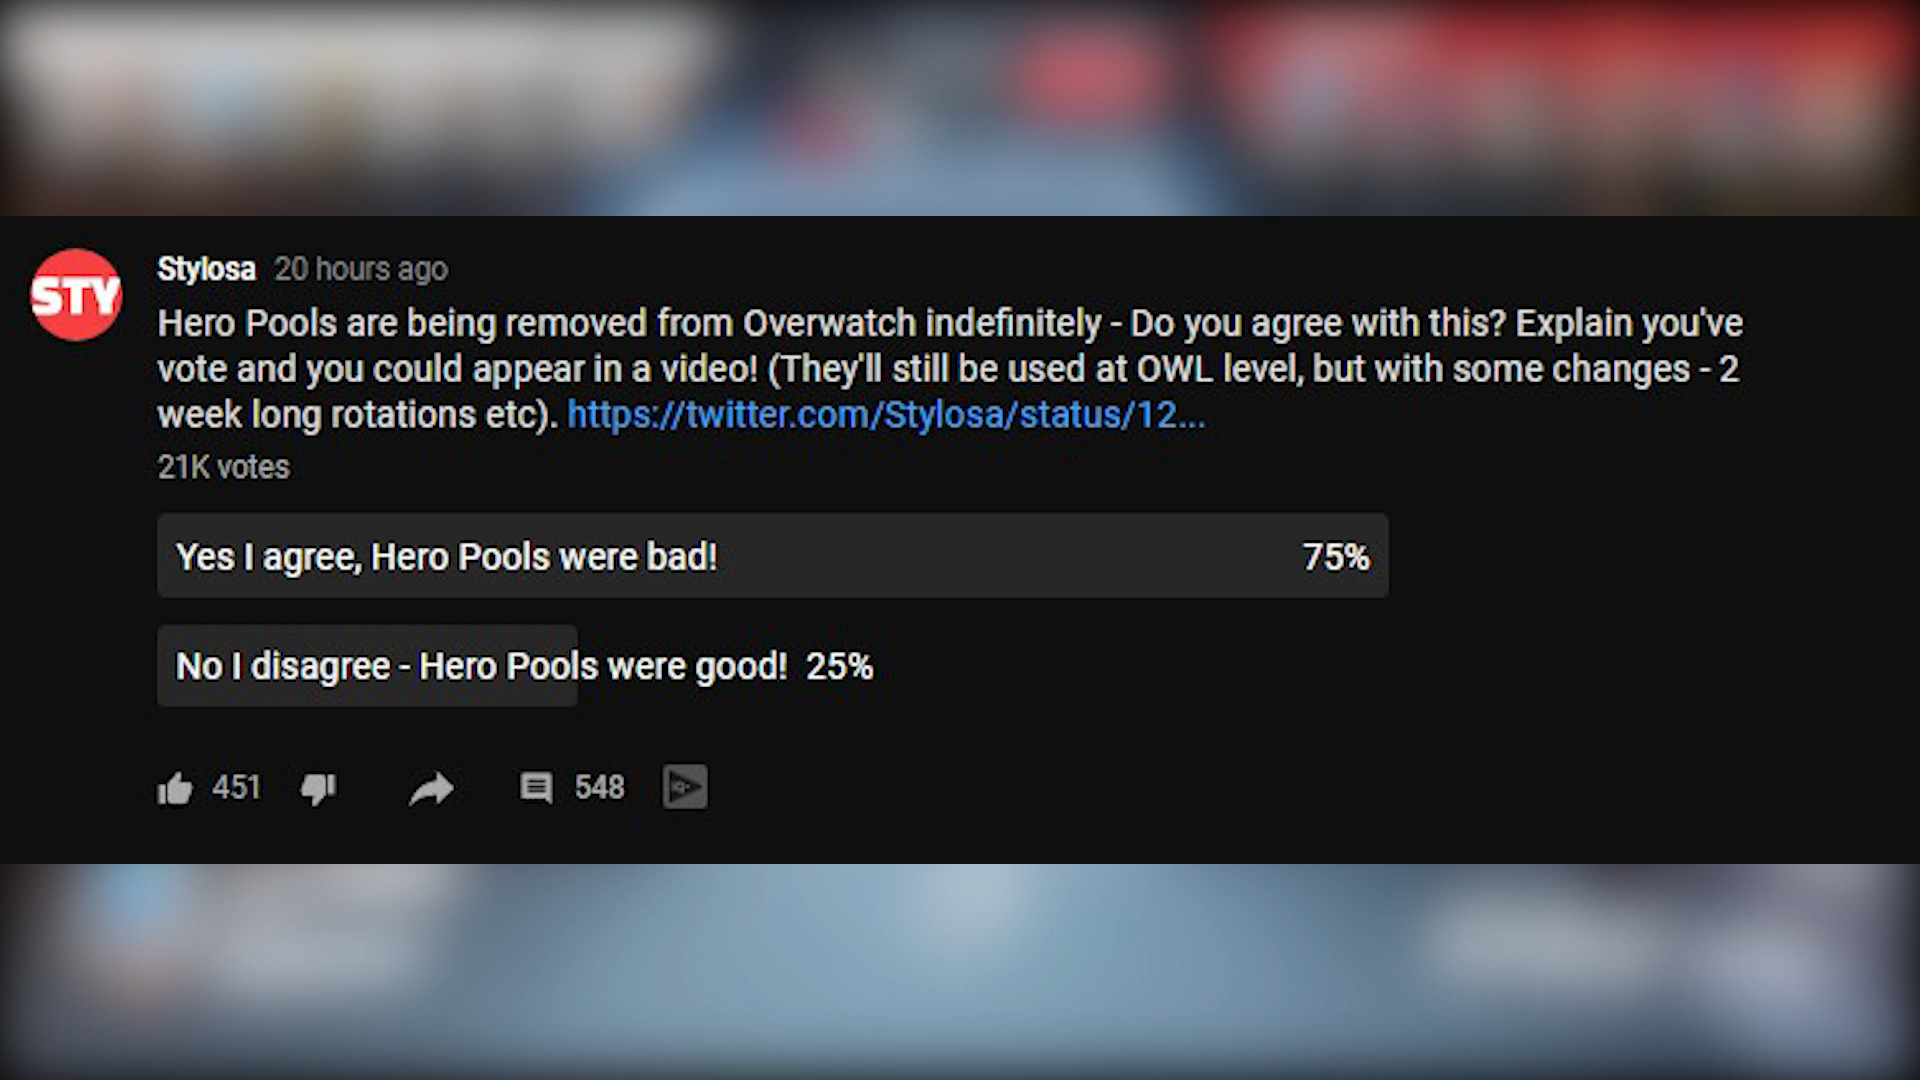 STY
Stylosa 20 hours ago
Hero Pools are being removed from Overwatch indefinitely - Do you agree with this? Explain you've
vote and you could appear in a video! (They'll still be used at OWL level, but with some changes - 2
week long rotations etc). https://twitter.com/Stylosa/status/12...
21K votes
Yes I agree, Hero Pools were bad! 75%
No I disagree - Hero Pools were good! 25%
451 548